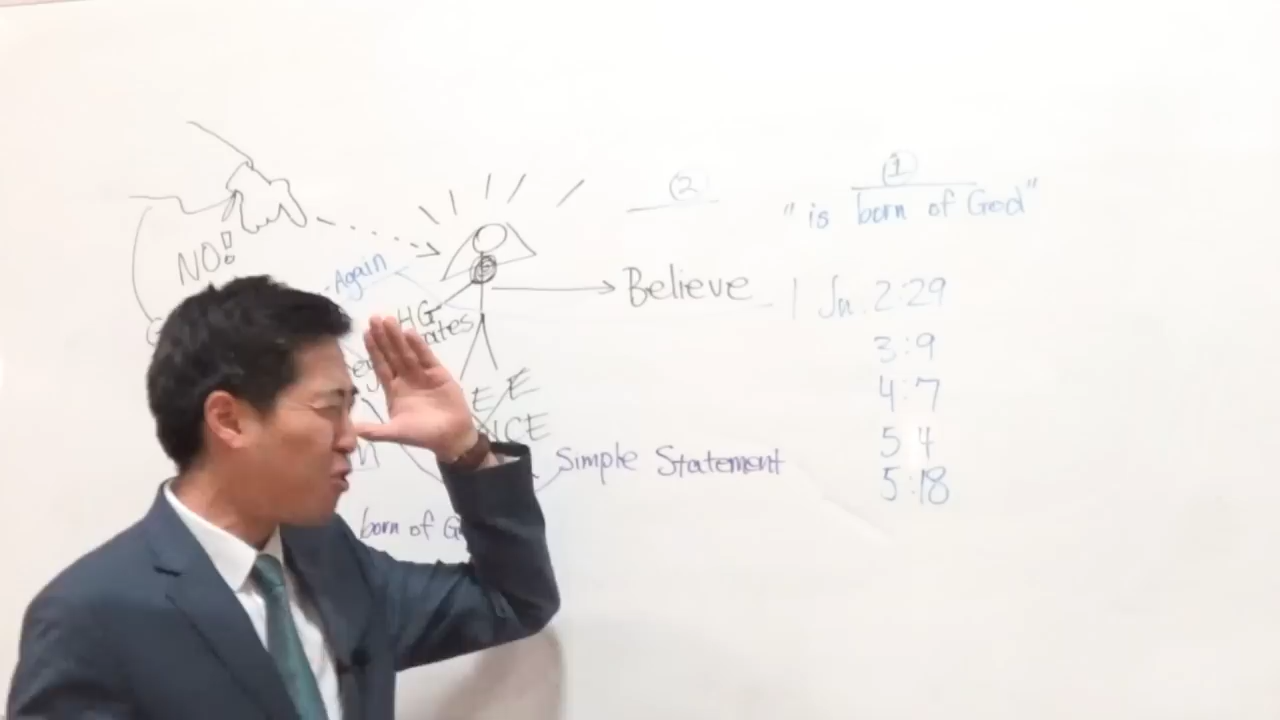 NO!
Again
HG
Believe
Simple Statement
born of G
②
①
"is born of God"
1 Jn. 2:29
3:9
4:7
5 4
5:18